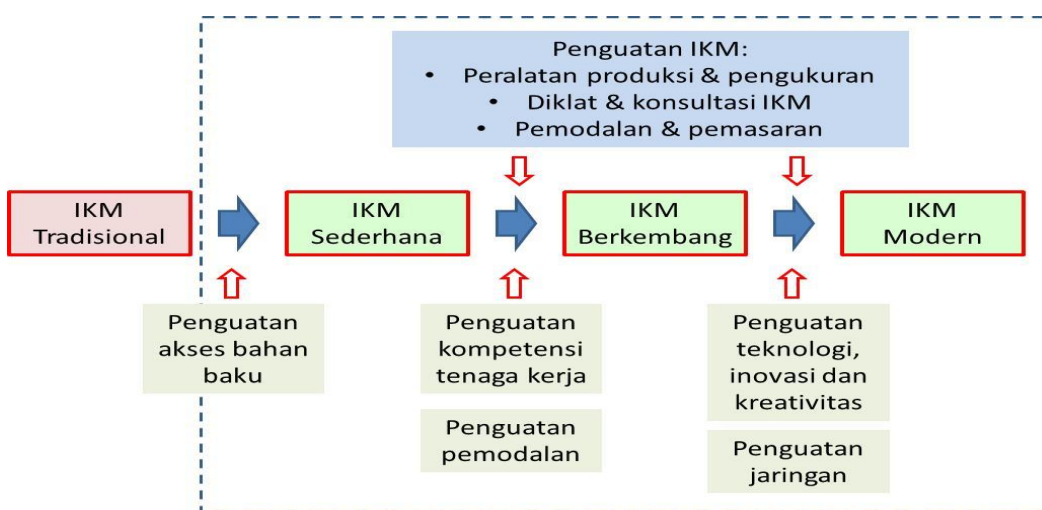 Penguatan IKM:
• Peralatan produksi & pengukuran
• Diklat & konsultasi IKM
• Pemodalan & pemasaran
IKM
Tradisional
IKM
Sederhana
IKM
Berkembang
IKM
Modern
Penguatan
akses bahan
baku
Penguatan
kompetensi
tenaga kerja
Penguatan
pemodalan
Penguatan
teknologi,
inovasi dan
kreativitas
Penguatan
jaringan